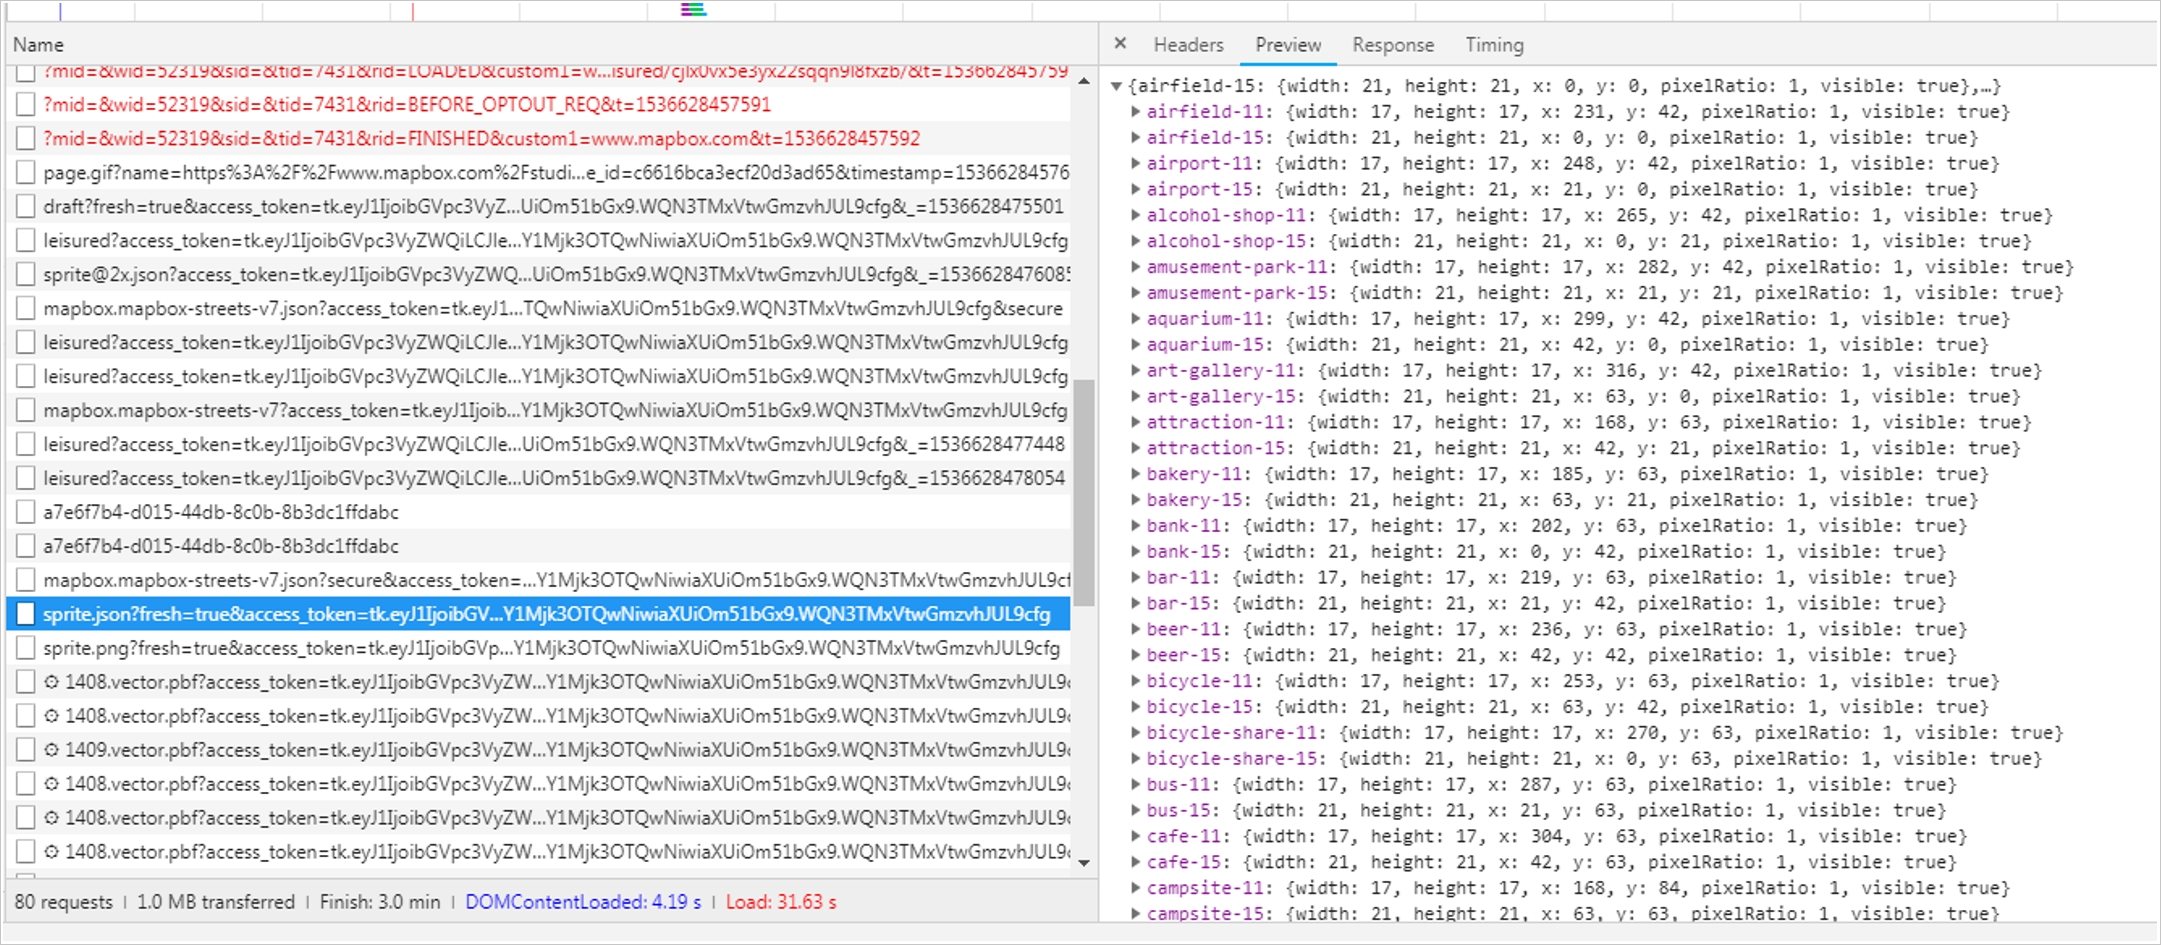 Name
?mid=&wid=52319&sid=&tid=7431&rid=LOADED&custom1=w...isured/cjlx0vx5e3yx22sqqn9l8fxzb/&t=153662845759
?mid=&wid=52319&sid=&tid=7431&rid=BEFORE_OPTOUT_REQ&t=1536628457591
?mid=&wid=52319&sid=&tid=7431&rid=FINISHED&custom1=www.mapbox.com&t=1536628457592
page.gif?name=https%3A%2F%2Fwww.mapbox.com%2Fstudi...e_id=c6616bca3ecf20d3ad65&timestamp=15366284576
draft?fresh=true&access_token=tk.eyJ1IjoibGVpc3VyZ...UiOm51bGx9.WQN3TMxVtwGmzvhJUL9cfg&_=1536628475501
leisured?access_token=tk.eyJ1IjoibGVpc3VyZWQiLCJle...Y1Mjk3OTQwNiwiaXUiOm51bGx9.WQN3TMxVtwGmzvhJUL9cfg
sprite@2x.json?access_token=tk.eyJ1IjoibGVpc3VyZWQ...UiOm51bGx9.WQN3TMxVtwGmzvhJUL9cfg&_=1536628476085
mapbox.mapbox-streets-v7.json?access_token=tk.eyJ1...TQwNiwiaXUiOm51bGx9.WQN3TMxVtwGmzvhJUL9cfg&secure
leisured?access_token=tk.eyJ1IjoibGVpc3VyZWQiLCJle...Y1Mjk3OTQwNiwiaXUiOm51bGx9.WQN3TMxVtwGmzvhJUL9cfg
leisured?access_token=tk.eyJ1IjoibGVpc3VyZWQiLCJle...Y1Mjk3OTQwNiwiaXUiOm51bGx9.WQN3TMxVtwGmzvhJUL9cfg
mapbox.mapbox-streets-v7?access_token=tk.eyJ1Ijoib...Y1Mjk3OTQwNiwiaXUiOm51bGx9.WQN3TMxVtwGmzvhJUL9cfg
leisured?access_token=tk.eyJ1IjoibGVpc3VyZWQiLCJle...UiOm51bGx9.WQN3TMxVtwGmzvhJUL9cfg&_=1536628477448
leisured?access_token=tk.eyJ1IjoibGVpc3VyZWQiLCJle...UiOm51bGx9.WQN3TMxVtwGmzvhJUL9cfg&_=1536628478054
a7e6f7b4-d015-44db-8c0b-8b3dc1ffdabc
a7e6f7b4-d015-44db-8c0b-8b3dc1ffdabc
mapbox.mapbox-streets-v7.json?secure&access_token=...Y1Mjk3OTQwNiwiaXUiOm51bGx9.WQN3TMxVtwGmzvhJUL9cf
sprite.json?fresh=true&access_token=tk.eyJ1IjoibGV...Y1Mjk3OTQwNiwiaXUiOm51bGx9.WQN3TMxVtwGmzvhJUL9cfg
sprite.png?fresh=true&access_token=tk.eyJ1IjoibGVp...Y1Mjk3OTQwNiwiaXUiOm51bGx9.WQN3TMxVtwGmzvhJUL9cfg
1408.vector.pbf?access_token=tk.eyJ1IjoibGVpc3VyZW...Y1Mjk3OTQwNiwiaXUiOm51bGx9.WQN3TMxVtwGmzvhJUL9c
1408.vector.pbf?access_token=tk.eyJ1IjoibGVpc3VyZW...Y1Mjk3OTQwNiwiaXUiOm51bGx9.WQN3TMxVtwGmzvhJUL9c
1409.vector.pbf?access_token=tk.eyJ1IjoibGVpc3VyZW...Y1Mjk3OTQwNiwiaXUiOm51bGx9.WQN3TMxVtwGmzvhJUL9c
1408.vector.pbf?access_token=tk.eyJ1IjoibGVpc3VyZW...Y1Mjk3OTQwNiwiaXUiOm51bGx9.WQN3TMxVtwGmzvhJUL9c
1408.vector.pbf?access_token=tk.eyJ1IjoibGVpc3VyZW...Y1Mjk3OTQwNiwiaXUiOm51bGx9.WQN3TMxVtwGmzvhJUL9c
1408.vector.pbf?access_token=tk.eyJ1IjoibGVpc3VyZW...Y1Mjk3OTQwNiwiaXUiOm51bGx9.WQN3TMxVtwGmzvhJUL9c
80 requests | 1.0 MB transferred | Finish: 3.0 min | DOMContentLoaded: 4.19 s | Load: 31.63 s
× Headers Preview Response Timing
{airfield-15: {width: 21, height: 21, x: 0, y: 0, pixelRatio: 1, visible: true},…}
airfield-11: {width: 17, height: 17, x: 231, y: 42, pixelRatio: 1, visible: true}
airfield-15: {width: 21, height: 21, x: 0, y: 0, pixelRatio: 1, visible: true}
airport-11: {width: 17, height: 17, x: 248, y: 42, pixelRatio: 1, visible: true}
airport-15: {width: 21, height: 21, x: 21, y: 0, pixelRatio: 1, visible: true}
alcohol-shop-11: {width: 17, height: 17, x: 265, y: 42, pixelRatio: 1, visible: true}
alcohol-shop-15: {width: 21, height: 21, x: 0, y: 21, pixelRatio: 1, visible: true}
amusement-park-11: {width: 17, height: 17, x: 282, y: 42, pixelRatio: 1, visible: true}
amusement-park-15: {width: 21, height: 21, x: 21, y: 21, pixelRatio: 1, visible: true}
aquarium-11: {width: 17, height: 17, x: 299, y: 42, pixelRatio: 1, visible: true}
aquarium-15: {width: 21, height: 21, x: 42, y: 0, pixelRatio: 1, visible: true}
art-gallery-11: {width: 17, height: 17, x: 316, y: 42, pixelRatio: 1, visible: true}
art-gallery-15: {width: 21, height: 21, x: 63, y: 0, pixelRatio: 1, visible: true}
attraction-11: {width: 17, height: 17, x: 168, y: 63, pixelRatio: 1, visible: true}
attraction-15: {width: 21, height: 21, x: 42, y: 21, pixelRatio: 1, visible: true}
bakery-11: {width: 17, height: 17, x: 185, y: 63, pixelRatio: 1, visible: true}
bakery-15: {width: 21, height: 21, x: 63, y: 21, pixelRatio: 1, visible: true}
bank-11: {width: 17, height: 17, x: 202, y: 63, pixelRatio: 1, visible: true}
bank-15: {width: 21, height: 21, x: 0, y: 42, pixelRatio: 1, visible: true}
bar-11: {width: 17, height: 17, x: 219, y: 63, pixelRatio: 1, visible: true}
bar-15: {width: 21, height: 21, x: 21, y: 42, pixelRatio: 1, visible: true}
beer-11: {width: 17, height: 17, x: 236, y: 63, pixelRatio: 1, visible: true}
beer-15: {width: 21, height: 21, x: 42, y: 42, pixelRatio: 1, visible: true}
bicycle-11: {width: 17, height: 17, x: 253, y: 63, pixelRatio: 1, visible: true}
bicycle-15: {width: 21, height: 21, x: 63, y: 42, pixelRatio: 1, visible: true}
bicycle-share-11: {width: 17, height: 17, x: 270, y: 63, pixelRatio: 1, visible: true}
bicycle-share-15: {width: 21, height: 21, x: 0, y: 63, pixelRatio: 1, visible: true}
bus-11: {width: 17, height: 17, x: 287, y: 63, pixelRatio: 1, visible: true}
bus-15: {width: 21, height: 21, x: 21, y: 63, pixelRatio: 1, visible: true}
cafe-11: {width: 17, height: 17, x: 304, y: 63, pixelRatio: 1, visible: true}
cafe-15: {width: 21, height: 21, x: 42, y: 63, pixelRatio: 1, visible: true}
campsite-11: {width: 17, height: 17, x: 168, y: 84, pixelRatio: 1, visible: true}
campsite-15: {width: 21, height: 21, x: 63, y: 63, pixelRatio: 1, visible: true}